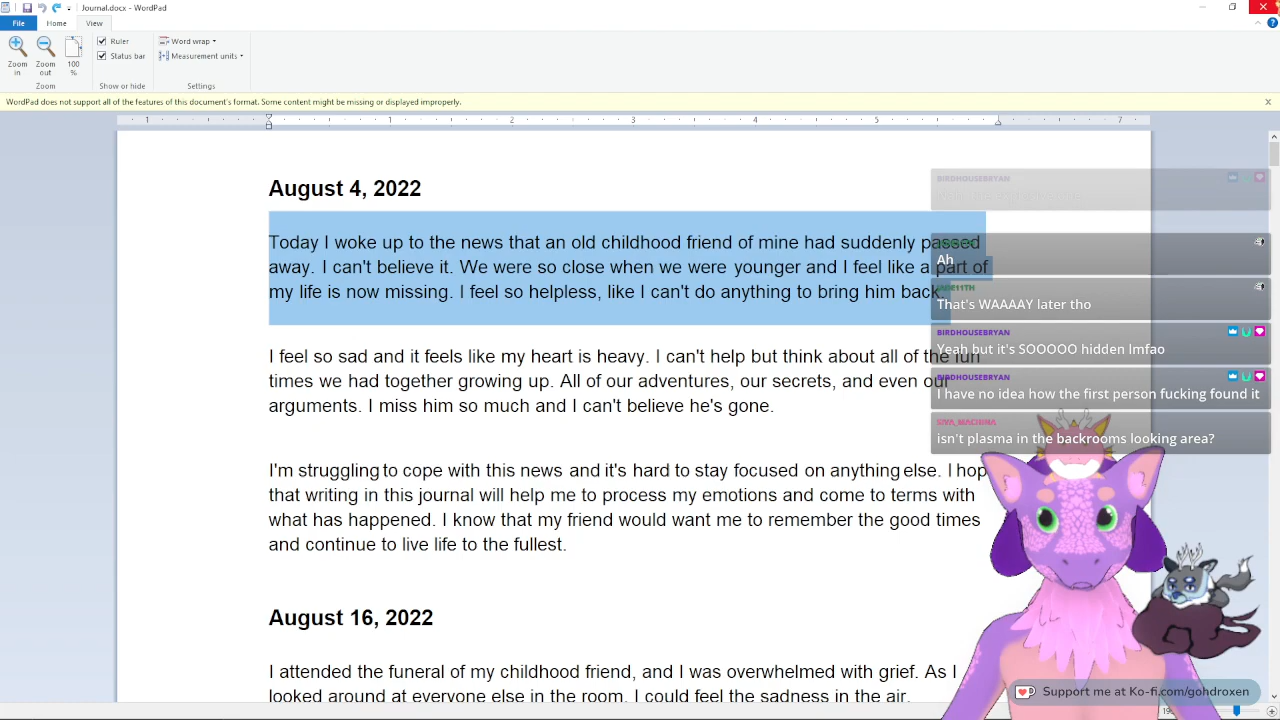 Journal.docx - WordPad
File Home View
Zoom in
Zoom out
100 %
Zoom
Ruler
Status bar
Show or hide
Word wrap
Measurement units
Settings
WordPad does not support all of the features of this document's format. Some content might be missing or displayed improperly.
1 1 2 3 4 5 7
August 4, 2022
Today I woke up to the news that an old childhood friend of mine had suddenly passed
away. I can't believe it. We were so close when we were younger and I feel like a part of
my life is now missing. I feel so helpless, like I can't do anything to bring him back.
I feel so sad and it feels like my heart is heavy. I can't help but think about all of the fun
times we had together growing up. All of our adventures, our secrets, and even our
arguments. I miss him so much and I can't believe he's gone.
I'm struggling to cope with this news and it's hard to stay focused on anything else. I hop
that writing in this journal will help me to process my emotions and come to terms with
what has happened. I know that my friend would want me to remember the good times
and continue to live life to the fullest.
August 16, 2022
I attended the funeral of my childhood friend, and I was overwhelmed with grief. As I
looked around at everyone else in the room, I could feel the sadness in the air.
BIRDHOUSEBRYAN
Ah
That's WAAAAY later tho
BIRDHOUSEBRYAN
Yeah but it's SOOOOO hidden lmfao
BIRDHOUSEBRYAN
I have no idea how the first person fucking found it
isn't plasma in the backrooms looking area?
Support me at Ko-fi.com/gohdroxen